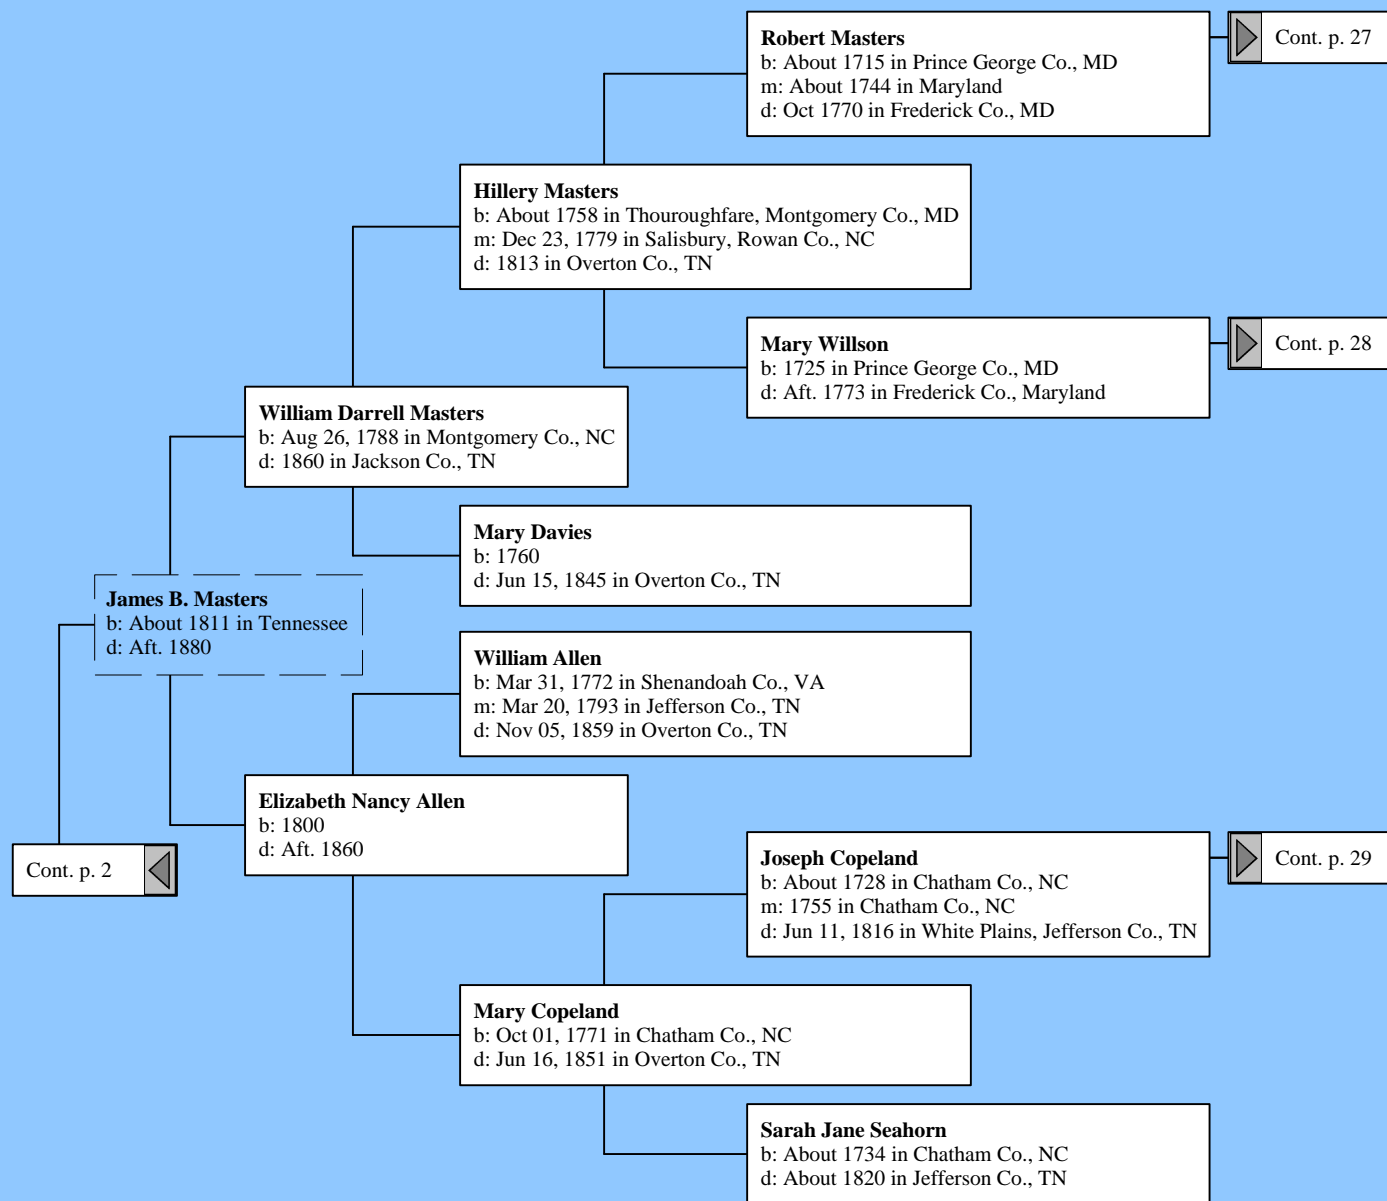 Robert Masters
b: About 1715 in Prince George Co., MD
m: About 1744 in Maryland
d: Oct 1770 in Frederick Co., MD
Cont. p. 27
Hillery Masters
b: About 1758 in Thouroughfare, Montgomery Co., MD
m: Dec 23, 1779 in Salisbury, Rowan Co., NC
d: 1813 in Overton Co., TN
Mary Willson
b: 1725 in Prince George Co., MD
d: Aft. 1773 in Frederick Co., Maryland
Cont. p. 28
William Darrell Masters
b: Aug 26, 1788 in Montgomery Co., NC
d: 1860 in Jackson Co., TN
Mary Davies
b: 1760
d: Jun 15, 1845 in Overton Co., TN
James B. Masters
b: About 1811 in Tennessee
d: Aft. 1880
William Allen
b: Mar 31, 1772 in Shenandoah Co., VA
m: Mar 20, 1793 in Jefferson Co., TN
d: Nov 05, 1859 in Overton Co., TN
Elizabeth Nancy Allen
b: 1800
d: Aft. 1860
Cont. p. 2
Joseph Copeland
b: About 1728 in Chatham Co., NC
m: 1755 in Chatham Co., NC
d: Jun 11, 1816 in White Plains, Jefferson Co., TN
Cont. p. 29
Mary Copeland
b: Oct 01, 1771 in Chatham Co., NC
d: Jun 16, 1851 in Overton Co., TN
Sarah Jane Seahorn
b: About 1734 in Chatham Co., NC
d: About 1820 in Jefferson Co., TN